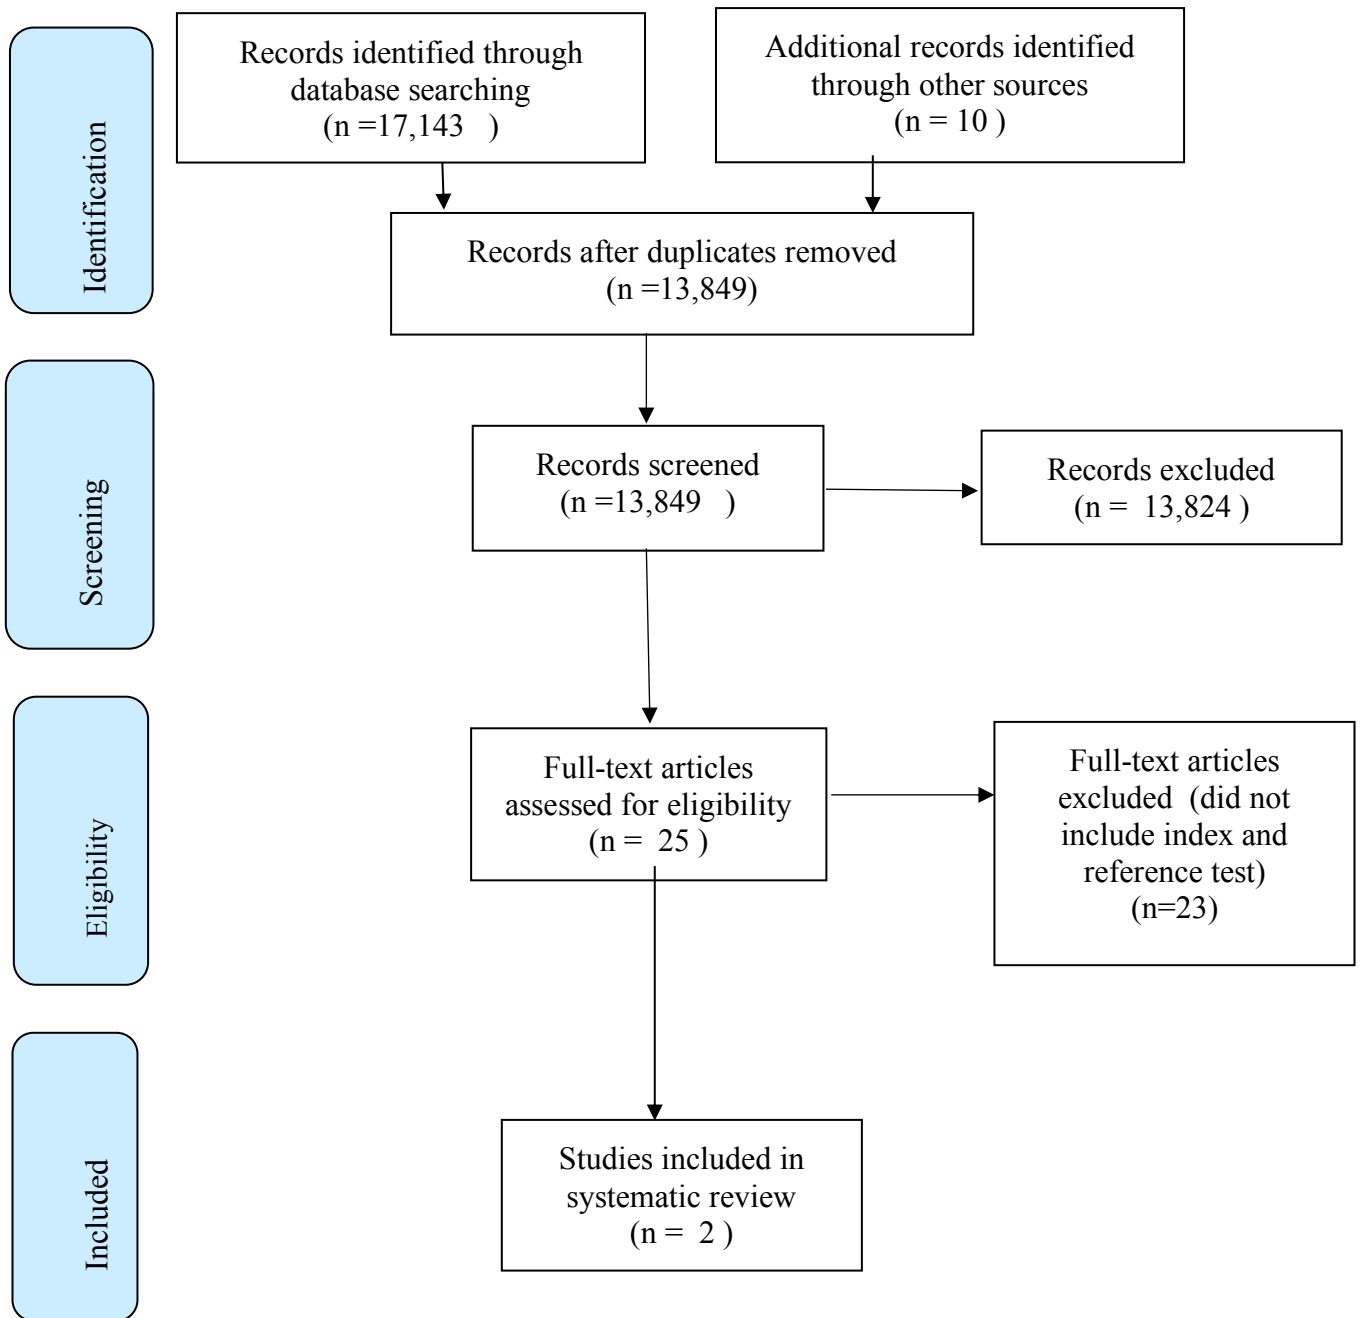 Identification
Records identified through
database searching
(n =17,143   )
Additional records identified
through other sources
(n = 10 )
Records after duplicates removed
(n =13,849)
Screening
Records screened
(n =13,849   )
Records excluded
(n =  13,824 )
Eligibility
Full-text articles
assessed for eligibility
(n =  25 )
Full-text articles
excluded  (did not
include index and
reference test)
(n=23)
Included
Studies included in
systematic review
(n =  2 )